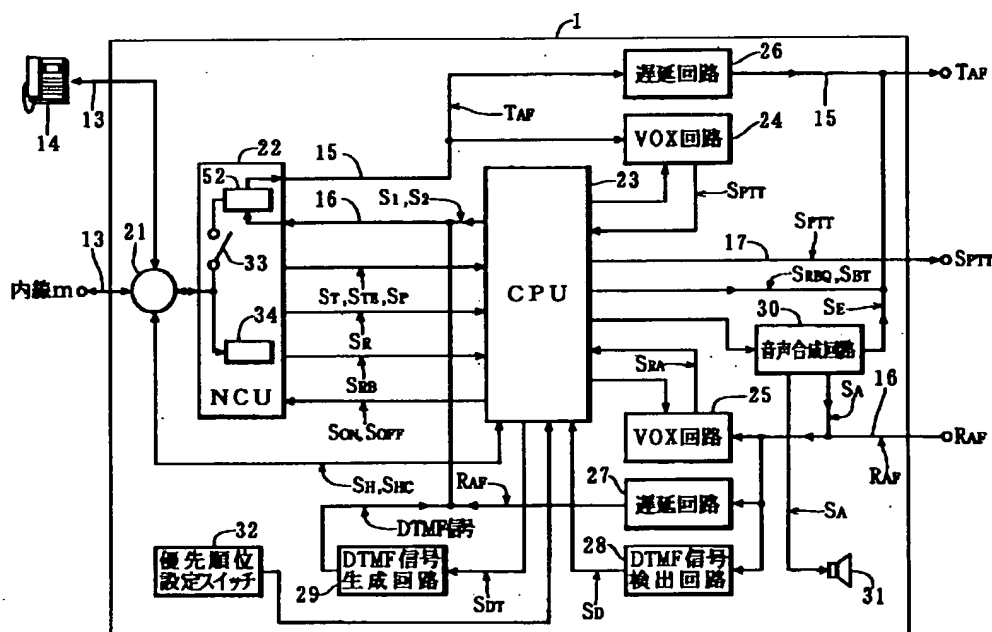 1
26
遅延回路
15
TAF
13
14
TAF
24
VOX回路
22
52
15
23
SPTT
16
S1,S2
21
13
内線m
33
CPU
SPTT
17
SPTT
SRBQ,SBT
30
SE
ST,STE,SP
音声合成回路
34
SR
SRA
SA
16
NCU
SRB
25
VOX回路
RAF
SON,SOFF
RAF
SH,SHC
RAF
27
遅延回路
SA
DTMF信号
32
優先順位
設定スイッチ
DTMF信号
生成回路
29
28
DTMF信号
検出回路
SDT
SD
31